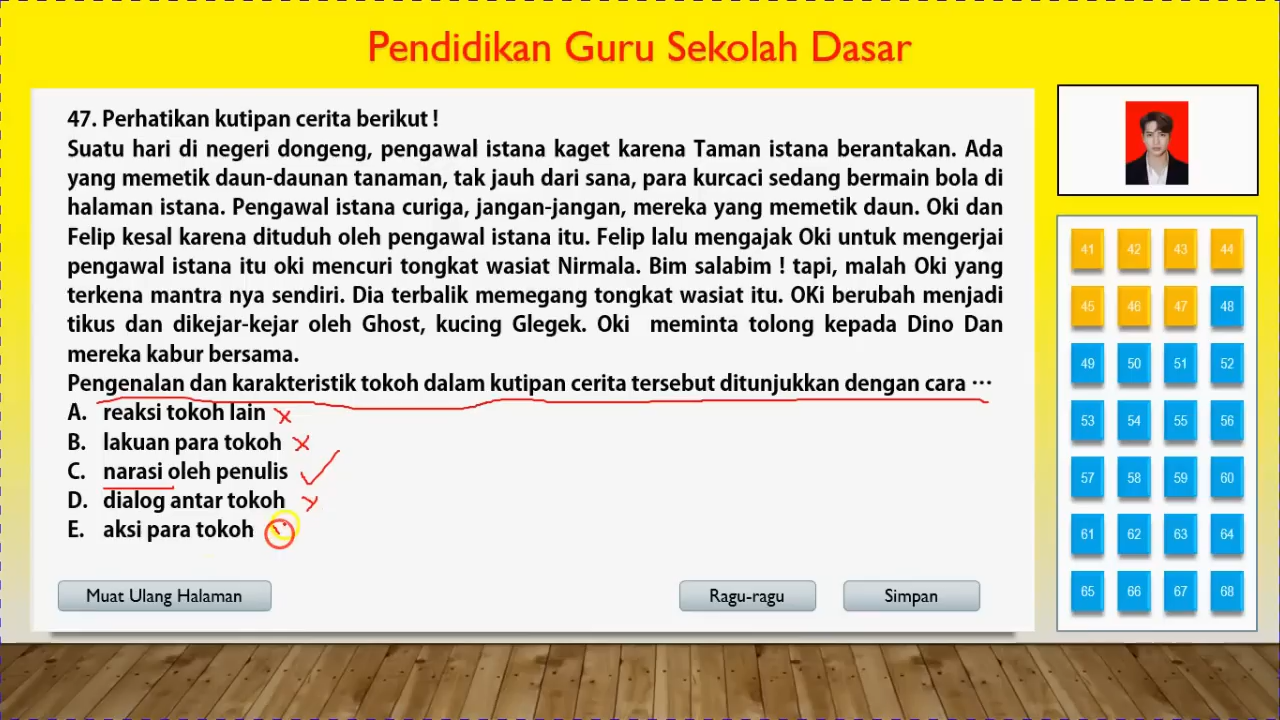 Pendidikan Guru Sekolah Dasar
47. Perhatikan kutipan cerita berikut !
Suatu hari di negeri dongeng, pengawal istana kaget karena Taman istana berantakan. Ada
yang memetik daun-daunan tanaman, tak jauh dari sana, para kurcaci sedang bermain bola di
halaman istana. Pengawal istana curiga, jangan-jangan, mereka yang memetik daun. Oki dan
Felip kesal karena dituduh oleh pengawal istana itu. Felip lalu mengajak Oki untuk mengerjai
pengawal istana itu oki mencuri tongkat wasiat Nirmala. Bim salabim ! tapi, malah Oki yang
terkena mantra nya sendiri. Dia terbalik memegang tongkat wasiat itu. OKi berubah menjadi
tikus dan dikejar-kejar oleh Ghost, kucing Glegek. Oki meminta tolong kepada Dino Dan
mereka kabur bersama.
Pengenalan dan karakteristik tokoh dalam kutipan cerita tersebut ditunjukkan dengan cara ⋯
A. reaksi tokoh lain
B. lakuan para tokoh
C. narasi oleh penulis
D. dialog antar tokoh
E. aksi para tokoh
Muat Ulang Halaman
Ragu-ragu
Simpan
41 42 43 44
45 46 47 48
49 50 51 52
53 54 55 56
57 58 59 60
61 62 63 64
65 66 67 68